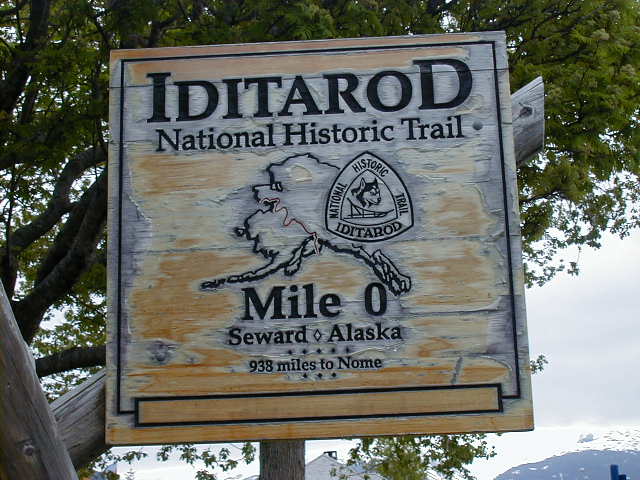 IDITAROD
National Historic Trail
NATIONAL HISTORIC TRAIL
IDITAROD
Mile 0
Seward ◊ Alaska
938 miles to Nome